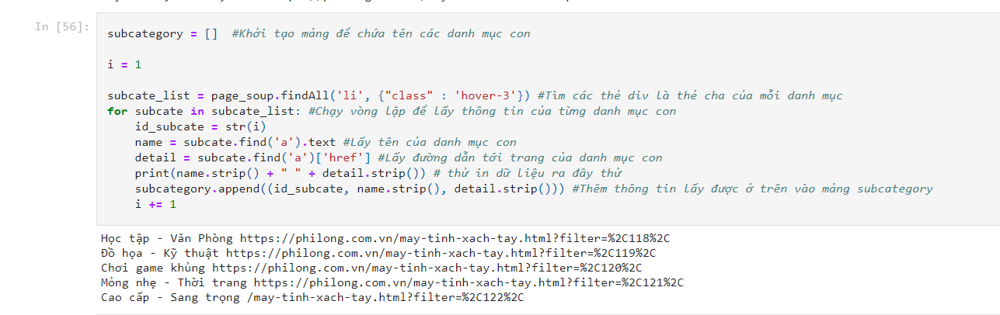 In [56]:
subcategory = [] #Khởi tạo mảng để chứa tên các danh mục con
i = 1
subcate_list = page_soup.findAll('li', {"class" : 'hover-3'}) #Tìm các thẻ div là thẻ cha của mỗi danh mục
for subcate in subcate_list: #Chạy vòng lặp để lấy thông tin của từng danh mục con
    id_subcate = str(i)
    name = subcate.find('a').text #Lấy tên của danh mục con
    detail = subcate.find('a')['href'] #Lấy đường dẫn tới trang của danh mục con
    print(name.strip() + " " + detail.strip()) # thử in dữ liệu ra đây thử
    subcategory.append((id_subcate, name.strip(), detail.strip())) #Thêm thông tin lấy được ở trên vào mảng subcategory
    i += 1
Học tập - Văn Phòng https://philong.com.vn/may-tinh-xach-tay.html?filter=%2C118%2C
Đồ họa - Kỹ thuật https://philong.com.vn/may-tinh-xach-tay.html?filter=%2C119%2C
Chơi game khủng https://philong.com.vn/may-tinh-xach-tay.html?filter=%2C120%2C
Mỏng nhẹ - Thời trang https://philong.com.vn/may-tinh-xach-tay.html?filter=%2C121%2C
Cao cấp - Sang trọng /may-tinh-xach-tay.html?filter=%2C122%2C